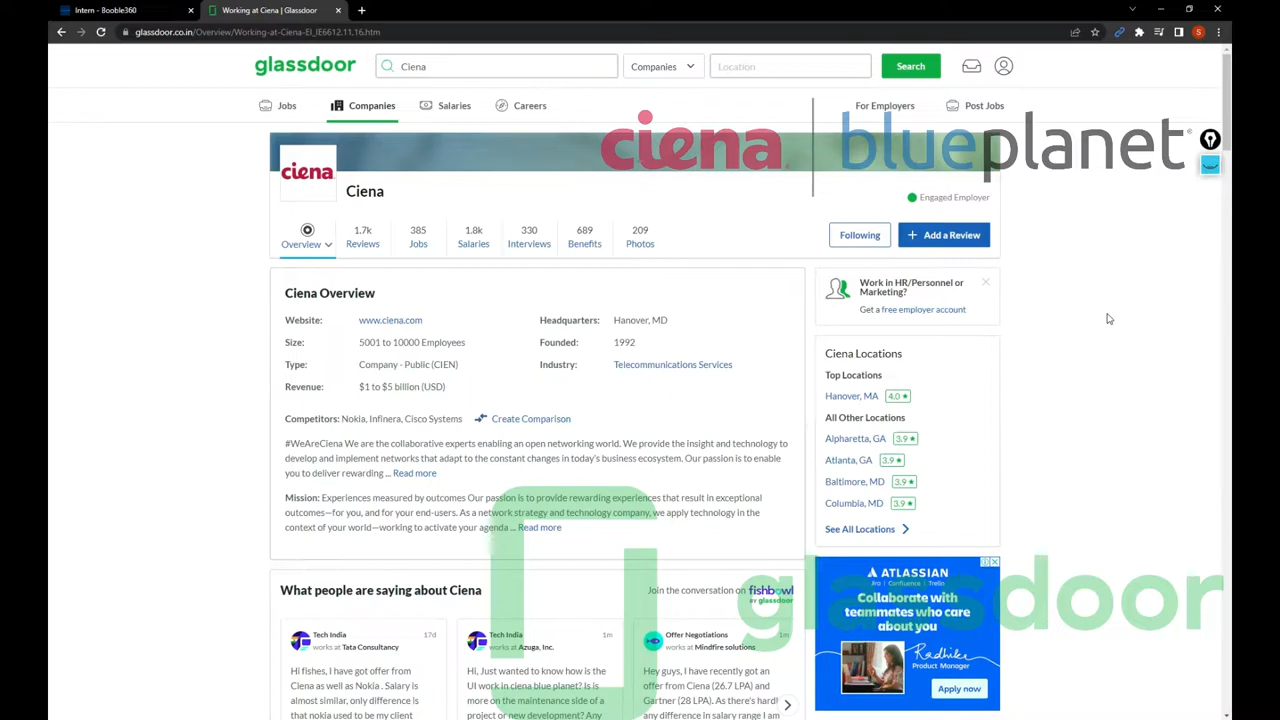 Intern - Booble360
Working at Ciena | Glassdoor
glassdoor.co.in/Overview/Working-at-Ciena-EI_IE6612.11.16.htm
S
glassdoor
Ciena
Companies
Location
Search
Jobs
Companies
Salaries
Careers
For Employers
Post Jobs
ciena
blueplanet
ciena
Ciena
Engaged Employer
Overview
1.7k
Reviews
385
Jobs
1.8k
Salaries
330
Interviews
689
Benefits
209
Photos
Following
+ Add a Review
Ciena Overview
Website: www.ciena.com
Headquarters: Hanover, MD
Size: 5001 to 10000 Employees
Founded: 1992
Type: Company - Public (CIEN)
Industry: Telecommunications Services
Revenue: $1 to $5 billion (USD)
Competitors: Nokia, Infinera, Cisco Systems
Create Comparison
#WeAreCiena We are the collaborative experts enabling an open networking world. We provide the insight and technology to
develop and implement networks that adapt to the constant changes in today's business ecosystem. Our passion is to enable
you to deliver rewarding ... Read more
Mission: Experiences measured by outcomes Our passion is to provide rewarding experiences that result in exceptional
outcomes—for you, and for your end-users. As a network strategy and technology company, we apply technology in the
context of your world—working to activate your agenda ... Read more
Work in HR/Personnel or
Marketing?
Get a free employer account
Ciena Locations
Top Locations
Hanover, MA 4.0 ★
All Other Locations
Alpharetta, GA 3.9 ★
Atlanta, GA 3.9 ★
Baltimore, MD 3.9 ★
Columbia, MD 3.9 ★
See All Locations
What people are saying about Ciena
Join the conversation on fishbowl
BY glassdoor
Tech India 17d
works at Tata Consultancy
Hi fishes, I have got offer from
Ciena as well as Nokia . Salary is
almost similar, only difference is
that nokia used to be my client
Tech India 1m
works at Azuga, Inc.
Hi, Just wanted to know how is the
UI work in ciena blue planet? Is is
more on the maintenance side of a
project or new development? Any
Offer Negotiations 1m
works at Mindfire solutions
Hey guys, I have recently got an
offer from Ciena (26.7 LPA) and
Gartner (28 LPA). As there's hardly
any difference in salary range I am
ATLASSIAN
Jira | Confluence | Trello
Collaborate with
teammates who care
about you
Radhika
Product Manager
Apply now
glassdoor